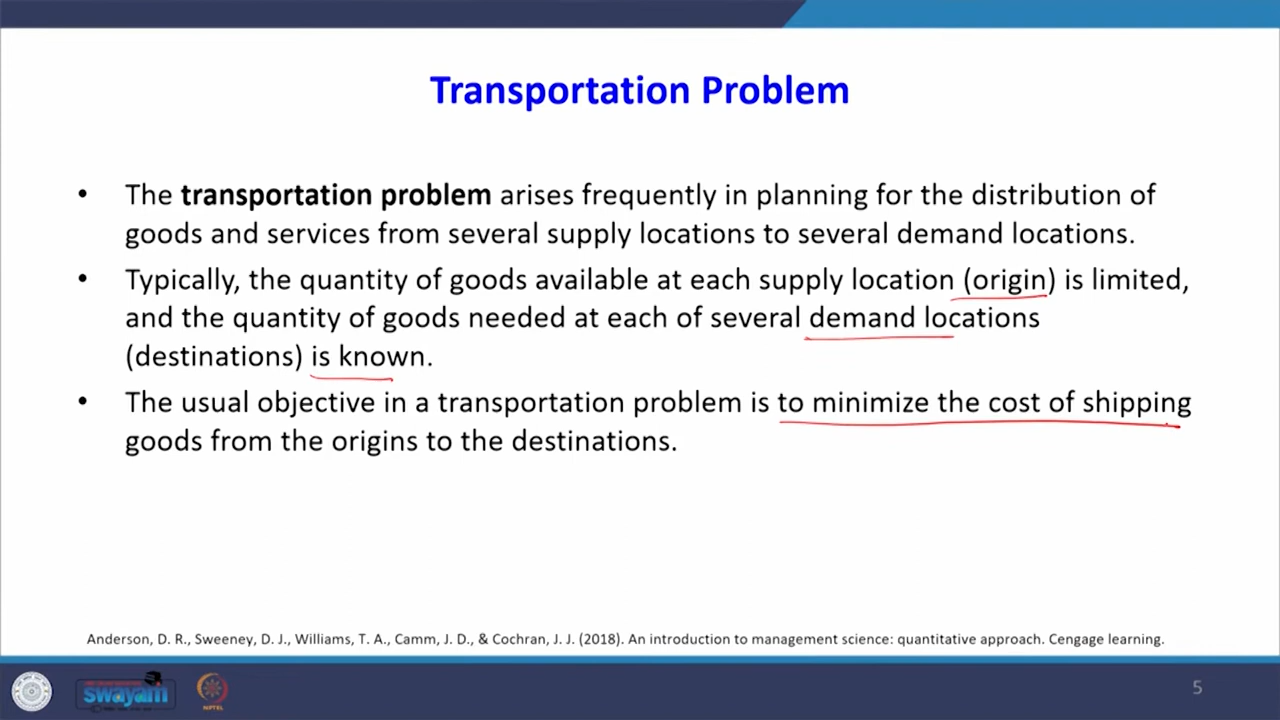 Transportation Problem
• The transportation problem arises frequently in planning for the distribution of
goods and services from several supply locations to several demand locations.
• Typically, the quantity of goods available at each supply location (origin) is limited,
and the quantity of goods needed at each of several demand locations
(destinations) is known.
• The usual objective in a transportation problem is to minimize the cost of shipping
goods from the origins to the destinations.
Anderson, D. R., Sweeney, D. J., Williams, T. A., Camm, J. D., & Cochran, J. J. (2018). An introduction to management science: quantitative approach. Cengage learning.
swayam
NPTEL
5